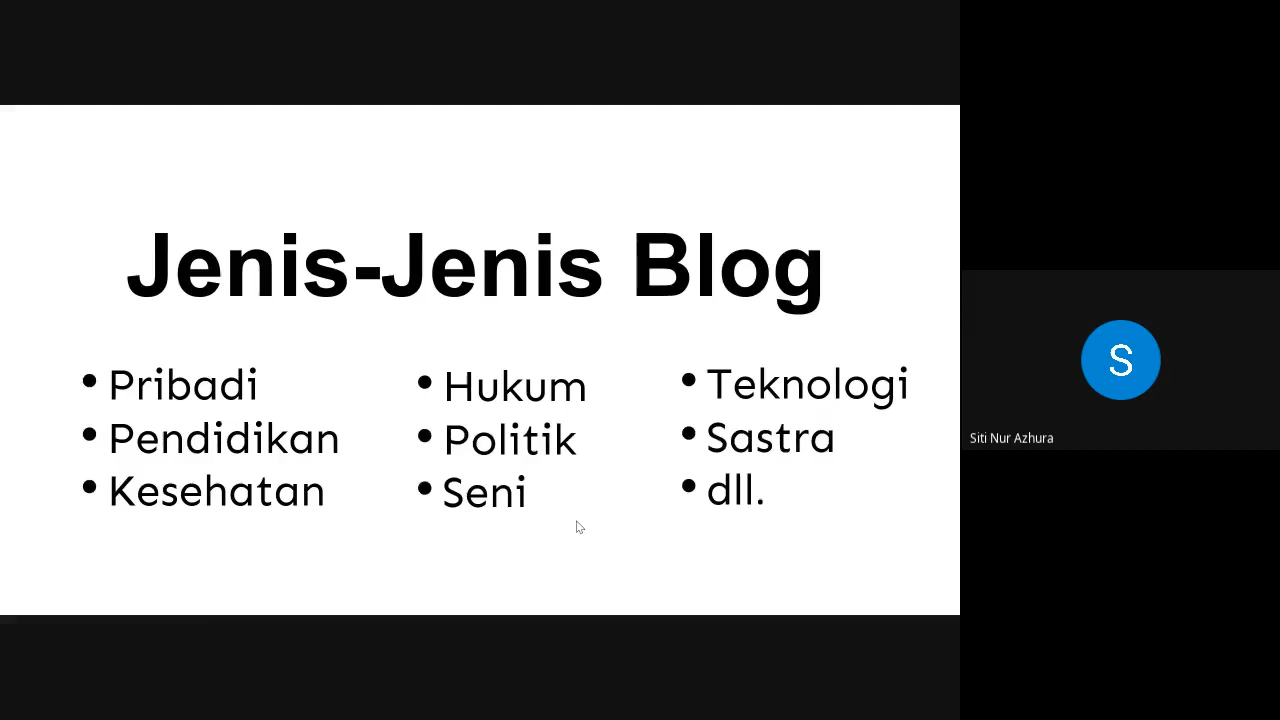 Jenis-Jenis Blog
• Pribadi
• Pendidikan
• Kesehatan
• Hukum
• Politik
• Seni
• Teknologi
• Sastra
• dll.
S
Siti Nur Azhura